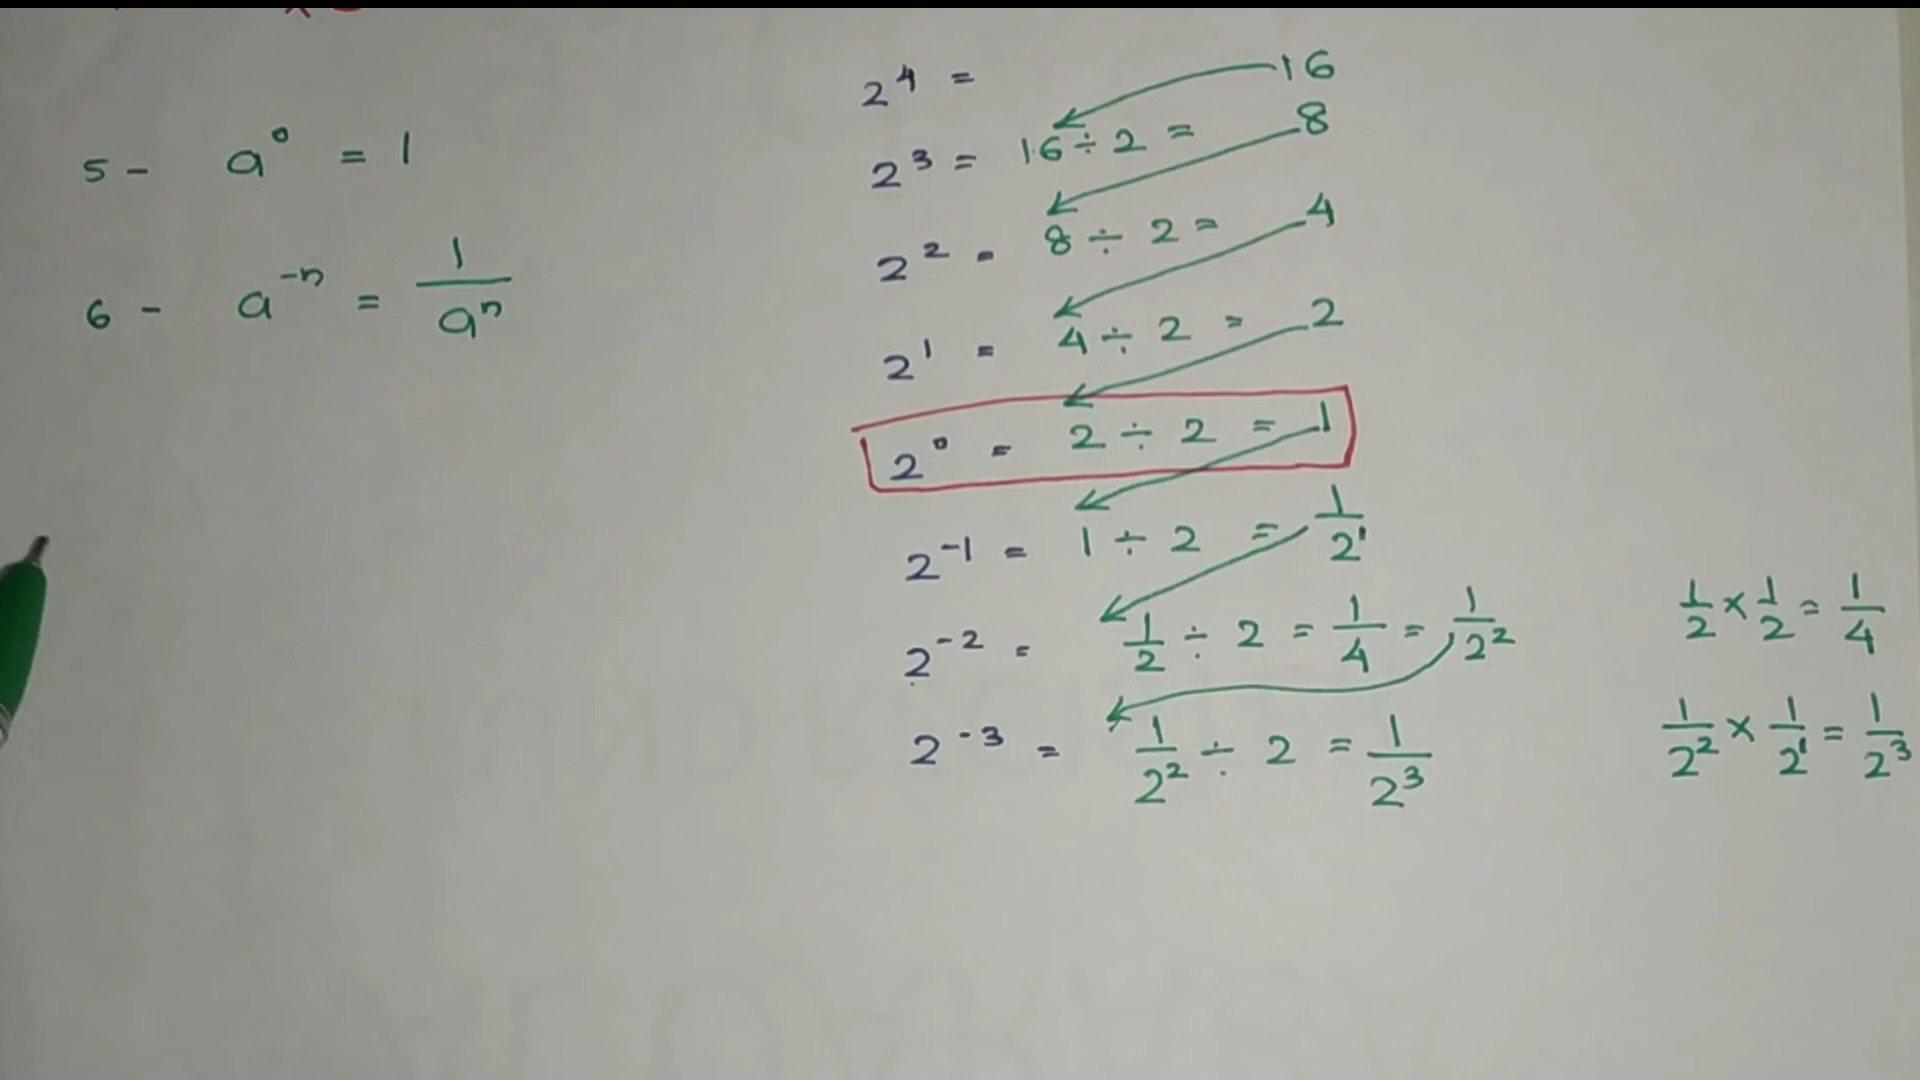 5 - a⁰ = 1
6 - a⁻ⁿ = 1/aⁿ
2⁴ = 16
2³ = 16 ÷ 2 = 8
2² = 8 ÷ 2 = 4
2¹ = 4 ÷ 2 = 2
2⁰ = 2 ÷ 2 = 1
2⁻¹ = 1 ÷ 2 = 1/2¹
2⁻² = 1/2 ÷ 2 = 1/4 = 1/2²
2⁻³ = 1/2² ÷ 2 = 1/2³
1/2 × 1/2 = 1/4
1/2² × 1/2¹ = 1/2³